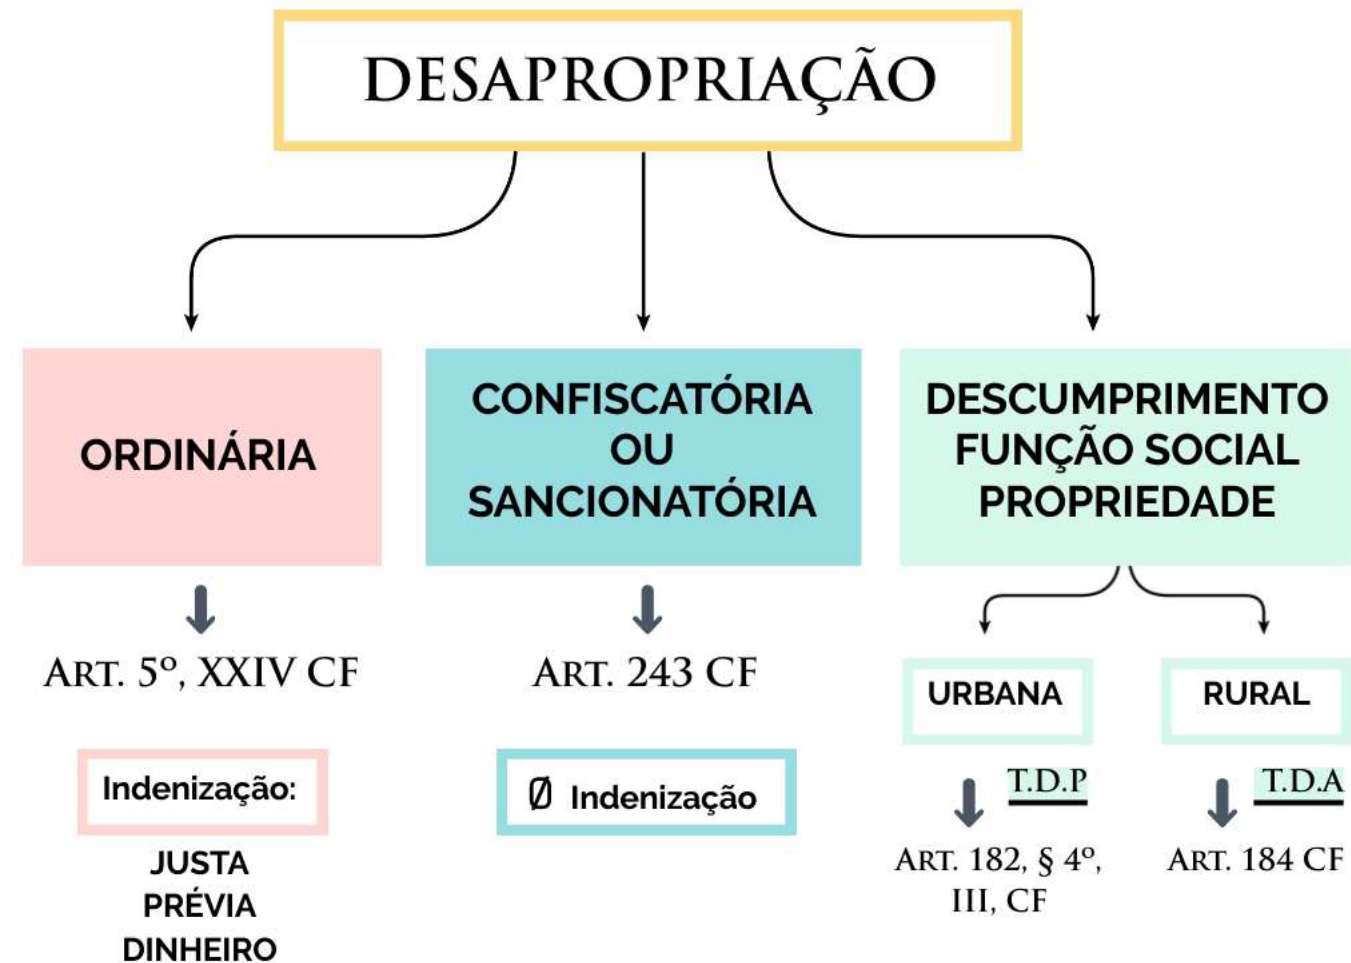 DESAPROPRIAÇÃO
ORDINÁRIA
ART. 5º, XXIV CF
Indenização:
JUSTA
PRÉVIA
DINHEIRO
CONFISCATÓRIA
OU
SANCIONATÓRIA
ART. 243 CF
Ø Indenização
DESCUMPRIMENTO
FUNÇÃO SOCIAL
PROPRIEDADE
URBANA
T.D.P
ART. 182, § 4º,
III, CF
RURAL
T.D.A
ART. 184 CF